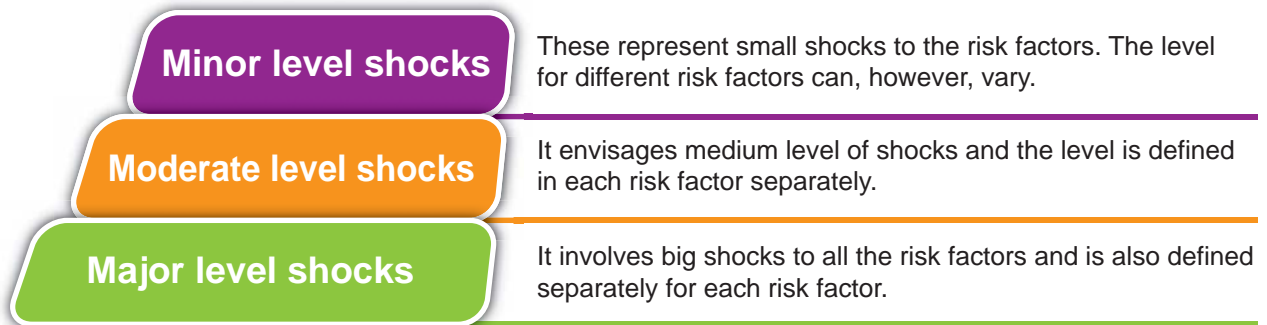 Minor level shocks
These represent small shocks to the risk factors. The level
for different risk factors can, however, vary.
Moderate level shocks
It envisages medium level of shocks and the level is defined
in each risk factor separately.
Major level shocks
It involves big shocks to all the risk factors and is also defined
separately for each risk factor.